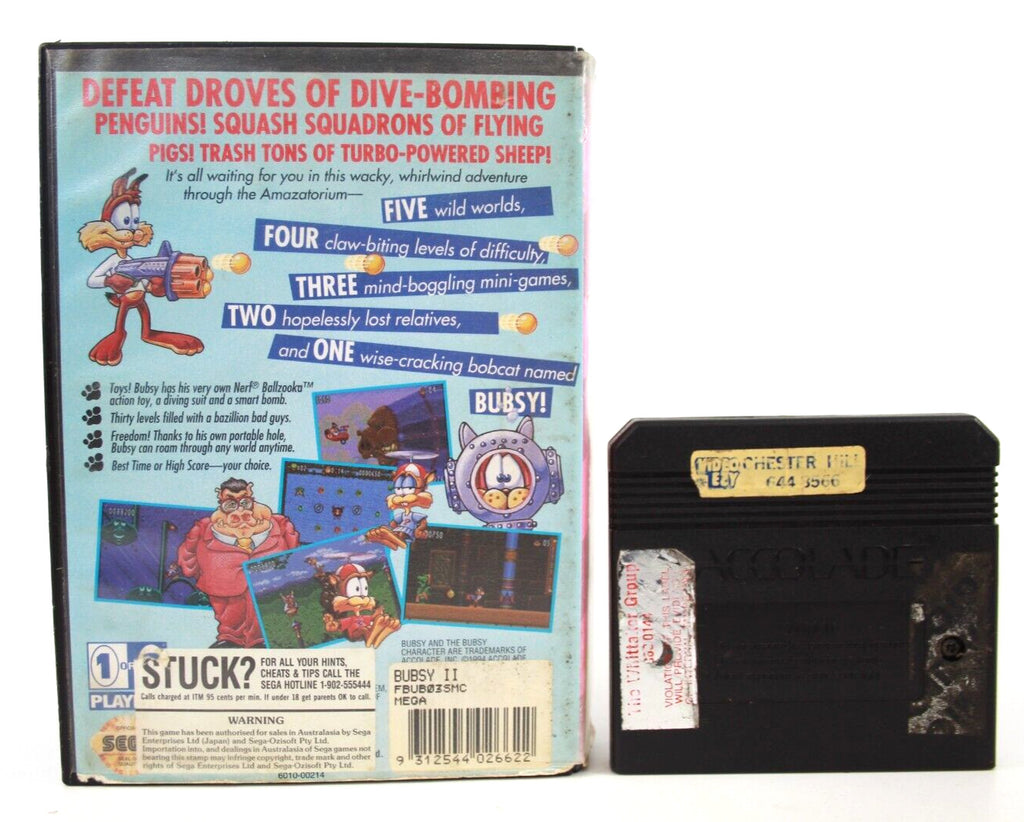 DEFEAT DROVES OF DIVE-BOMBING
PENGUINS! SQUASH SQUADRONS OF FLYING
PIGS! TRASH TONS OF TURBO-POWERED SHEEP!
It's all waiting for you in this wacky, whirlwind adventure
through the Amazatorium—
FIVE wild worlds,
FOUR claw-biting levels of difficulty,
THREE mind-boggling mini-games,
TWO hopelessly lost relatives,
and ONE wise-cracking bobcat named
BUBSY!
Toys! Bubsy has his very own Nerf® Ballzooka™
action toy, a diving suit and a smart bomb.
Thirty levels filled with a bazillion bad guys.
Freedom! Thanks to his own portable hole,
Bubsy can roam through any world anytime.
Best Time or High Score—your choice.
BUBSY AND THE BUBSY
CHARACTER ARE TRADEMARKS OF
ACCOLADE, INC. ©1994 ACCOLADE
1 OF
PLAY
STUCK? FOR ALL YOUR HINTS,
CHEATS & TIPS CALL THE
SEGA HOTLINE 1-902-555444
Calls charged at ITM 95 cents per min. If under 18 get parents OK to call.
WARNING
This game has been authorised for sales in Australasia by Sega
Enterprises Ltd (Japan) and Sega-Ozisoft Pty Ltd.
Importation into, and dealings in Australasia of Sega games not
bearing this stamp may infringe copyright, trade mark and other
rights of Sega Enterprises Ltd and Sega-Ozisoft Pty Ltd.
6010-00214
SEG
BUBSY II
FBUB03SMC
MEGA
9 312544 026622
VIDEO CHESTER HILL
EZY 644 3566
ACCOLADE
The Whittaker Group